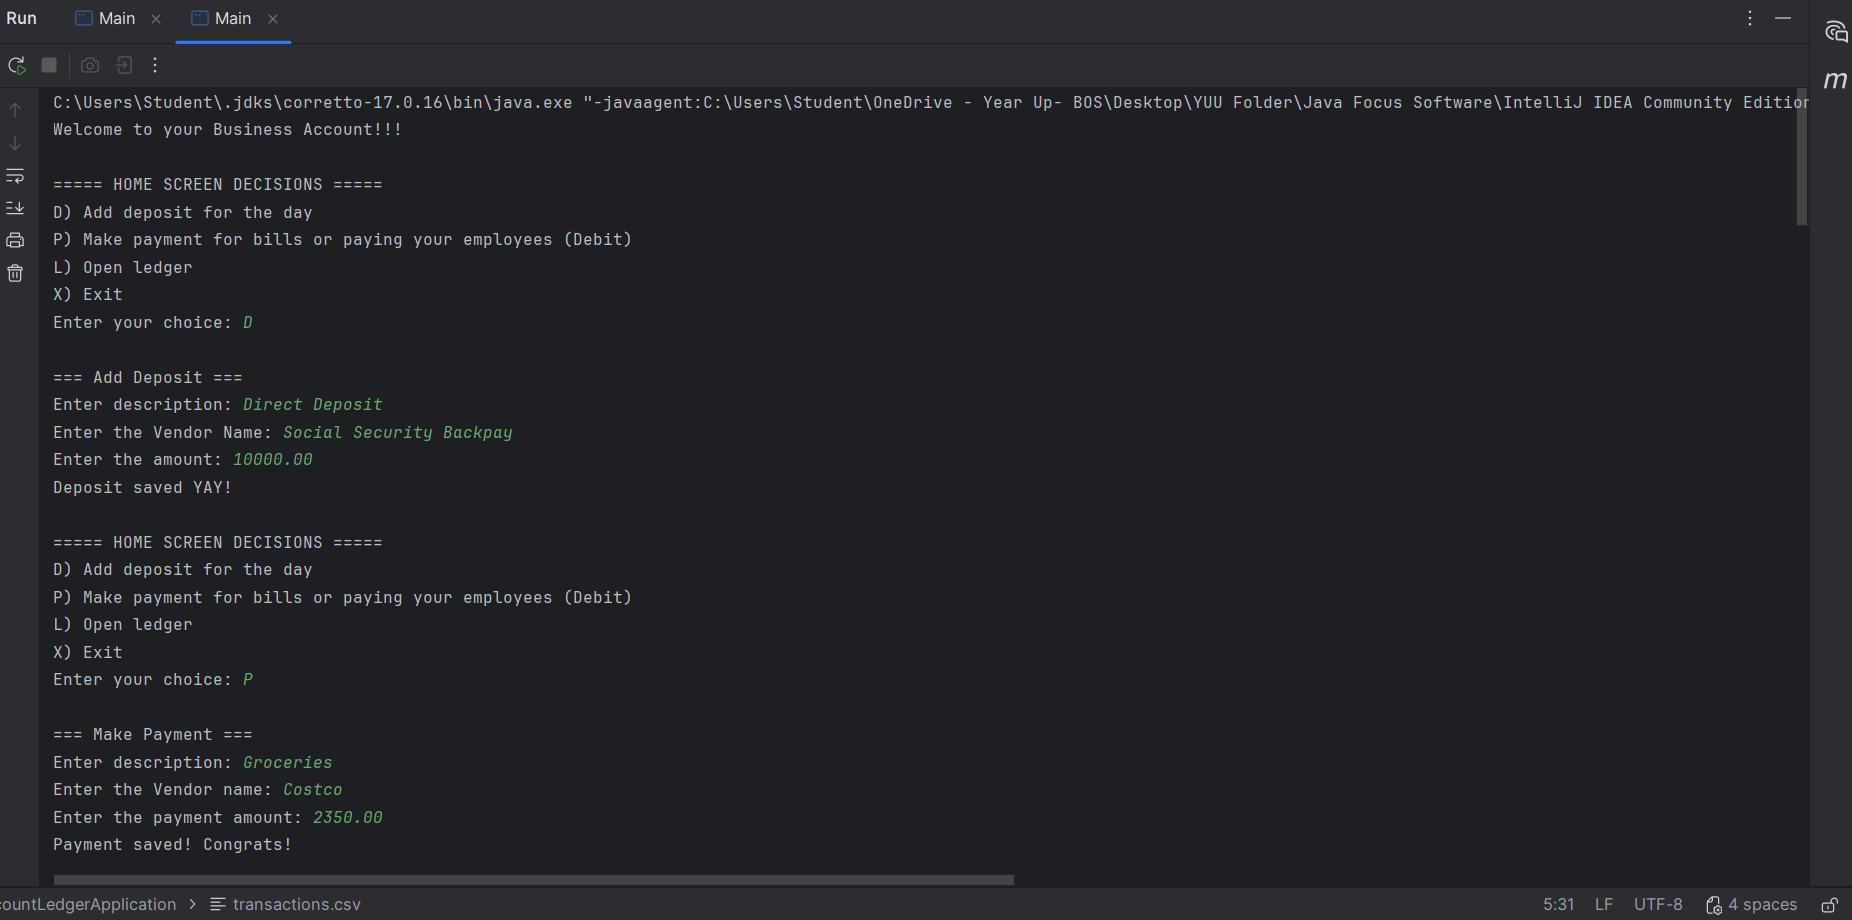 Run Main Main
C:\Users\Student\.jdks\corretto-17.0.16\bin\java.exe "-javaagent:C:\Users\Student\OneDrive - Year Up- BOS\Desktop\YUU Folder\Java Focus Software\IntelliJ IDEA Community Edition
Welcome to your Business Account!!!
===== HOME SCREEN DECISIONS =====
D) Add deposit for the day
P) Make payment for bills or paying your employees (Debit)
L) Open ledger
X) Exit
Enter your choice: D
=== Add Deposit ===
Enter description: Direct Deposit
Enter the Vendor Name: Social Security Backpay
Enter the amount: 10000.00
Deposit saved YAY!
===== HOME SCREEN DECISIONS =====
D) Add deposit for the day
P) Make payment for bills or paying your employees (Debit)
L) Open ledger
X) Exit
Enter your choice: P
=== Make Payment ===
Enter description: Groceries
Enter the Vendor name: Costco
Enter the payment amount: 2350.00
Payment saved! Congrats!
countLedgerApplication > transactions.csv 5:31 LF UTF-8 4 spaces